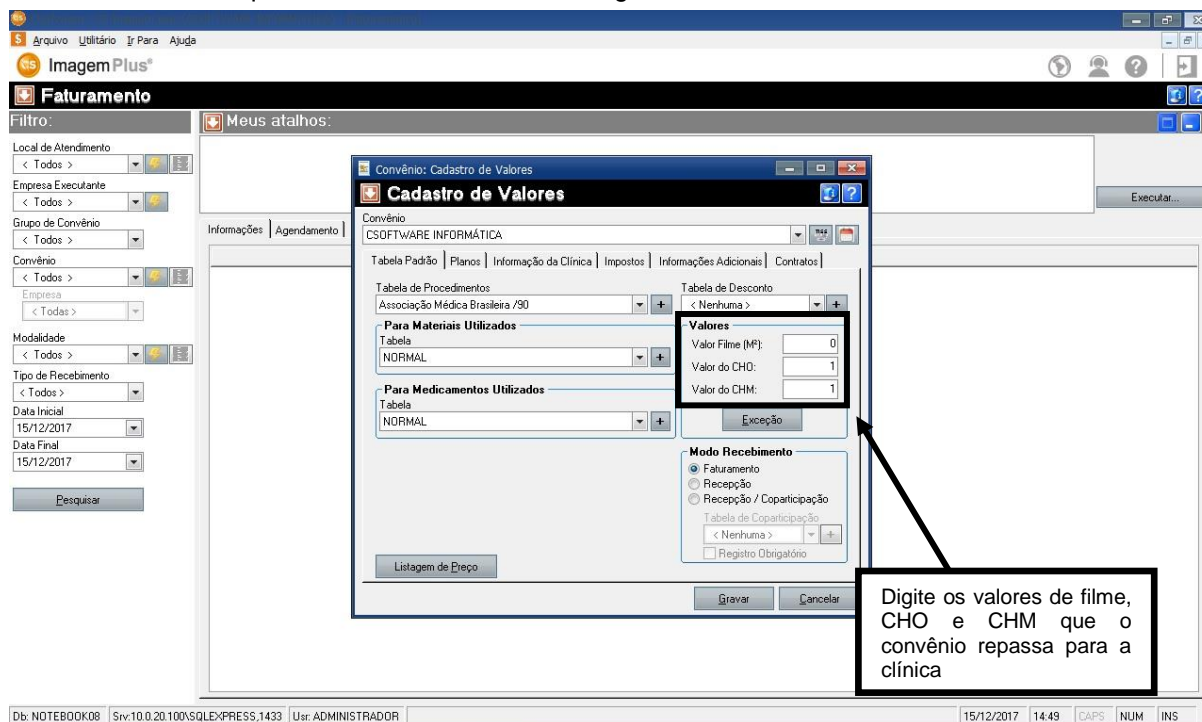 Arquivo Utilitário Ir Para Ajuda
ImagemPlus®
Faturamento
Filtro:
Meus atalhos:
Local de Atendimento
< Todos >
Empresa Executante
< Todos >
Grupo de Convênio
< Todos >
Convênio
< Todos >
Empresa
< Todas >
Modalidade
< Todos >
Tipo de Recebimento
< Todos >
Data Inicial
15/12/2017
Data Final
15/12/2017
Pesquisar
Executar...
Informações Agendamento
Convênio: Cadastro de Valores
Cadastro de Valores
Convênio
CSOFTWARE INFORMÁTICA
Tabela Padrão Planos Informação da Clínica Impostos Informações Adicionais Contratos
Tabela de Procedimentos
Associação Médica Brasileira /90
Tabela de Desconto
< Nenhuma >
Para Materiais Utilizados
Tabela
NORMAL
Para Medicamentos Utilizados
Tabela
NORMAL
Valores
Valor Filme (M²): 0
Valor do CHO: 1
Valor do CHM: 1
Exceção
Modo Recebimento
Faturamento
Recepção
Recepção / Coparticipação
Tabela de Coparticipação
< Nenhuma >
Registro Obrigatório
Listagem de Preço
Gravar Cancelar
Digite os valores de filme,
CHO e CHM que o
convênio repassa para a
clínica
Db: NOTEBOOK08 Srv:10.0.20.100\SQLEXPRESS,1433 Usr: ADMINISTRADOR 15/12/2017 14:49 CAPS NUM INS